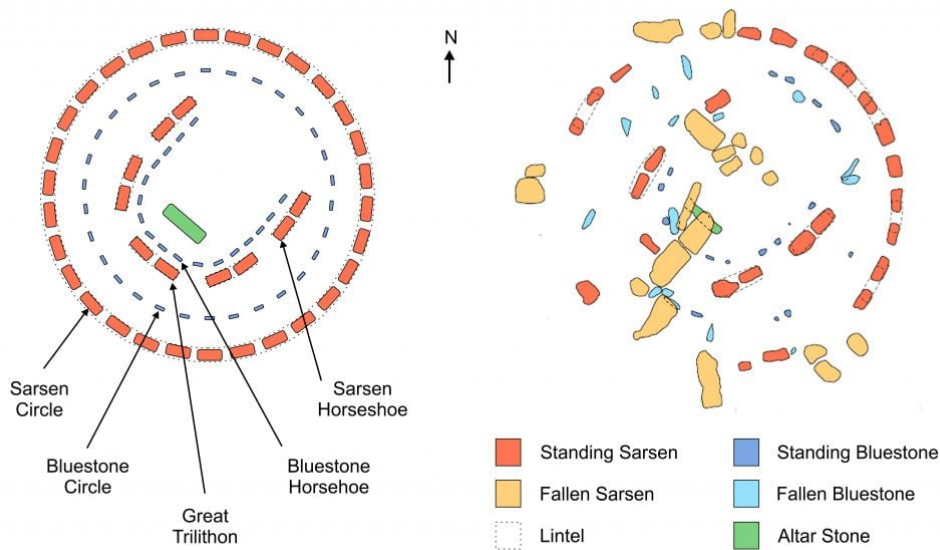 N
Sarsen
Circle
Bluestone
Circle
Great
Trilithon
Bluestone
Horsehoe
Sarsen
Horseshoe
Standing Sarsen
Fallen Sarsen
Lintel
Standing Bluestone
Fallen Bluestone
Altar Stone